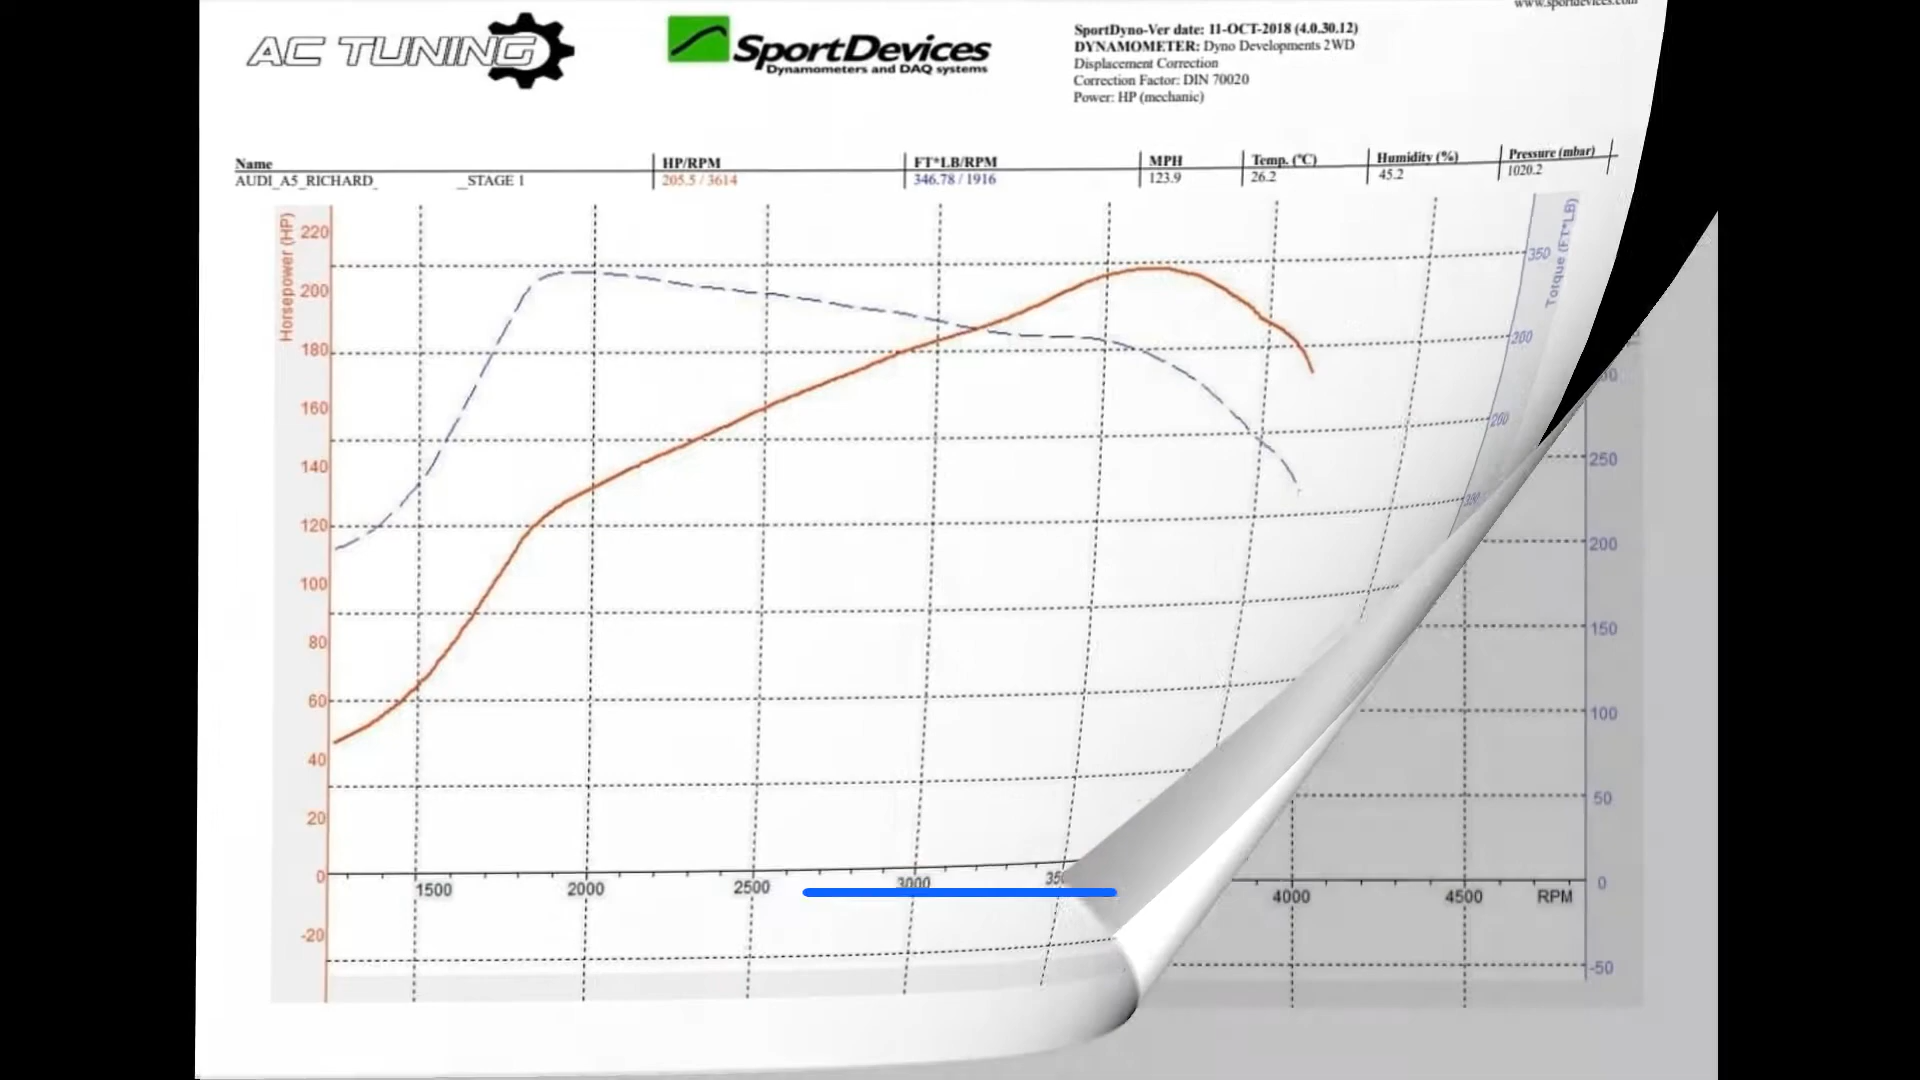 www.sportdevices.com
AC TUNING
SportDevices
Dynamometers and DAQ systems
SportDyno-Ver date: 11-OCT-2018 (4.0.30.12)
DYNAMOMETER: Dyno Developments 2WD
Displacement Correction
Correction Factor: DIN 70020
Power: HP (mechanic)
Name HP/RPM FT*LB/RPM MPH Temp. (ºC) Humidity (%) Pressure (mbar)
AUDI_A5_RICHARD_ _STAGE 1 205.5 / 3614 346.78 / 1916 123.9 26.2 45.2 1020.2
Horsepower (HP)
220
200
180
160
140
120
100
80
60
40
20
0
-20
Torque (FT*LB)
350
250
200
150
100
50
0
-50
1500 2000 2500 3000 4000 4500 RPM